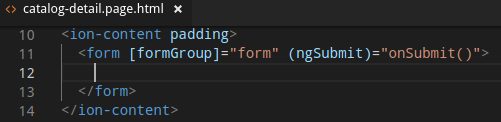 <> catalog-detail.page.html ×
10 <ion-content padding>
11 <form [formGroup]="form" (ngSubmit)="onSubmit()">
12
13 </form>
14 </ion-content>